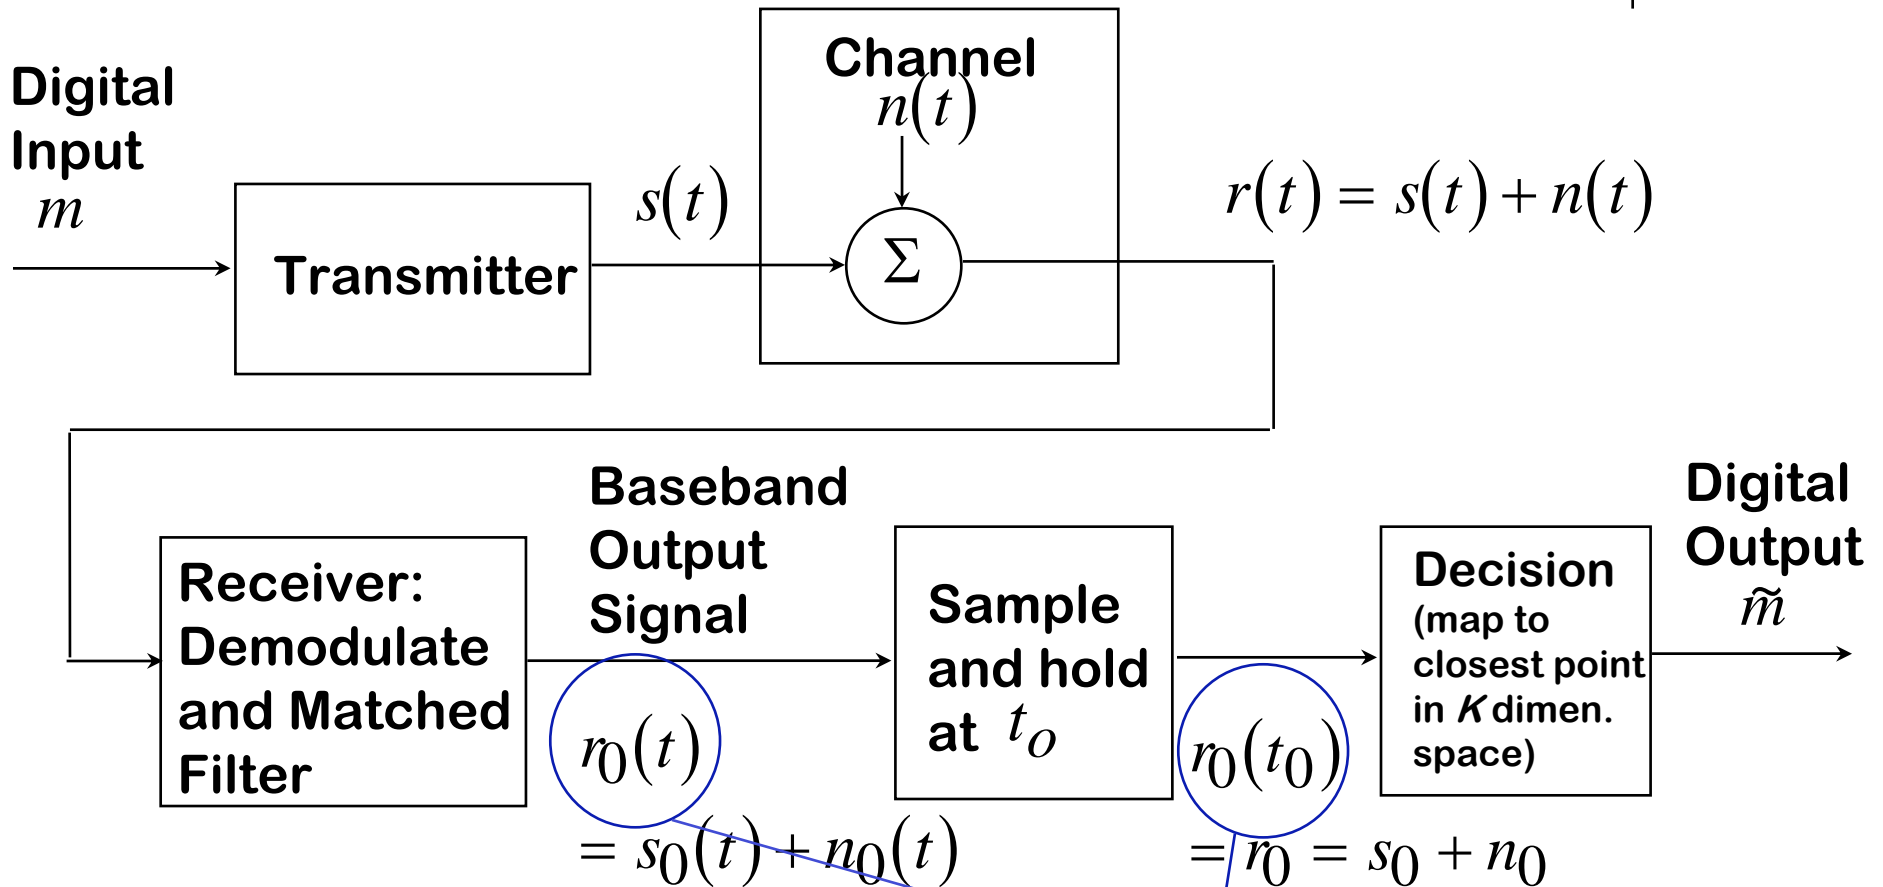 Digital
Input
m
Transmitter
s(t)
Channel
n(t)
Σ
r(t) = s(t) + n(t)
Receiver:
Demodulate
and Matched
Filter
Baseband
Output
Signal
r₀(t)
= s₀(t) + n₀(t)
Sample
and hold
at tₒ
r₀(t₀)
= r₀ = s₀ + n₀
Decision
(map to
closest point
in K dimen.
space)
Digital
Output
m̃